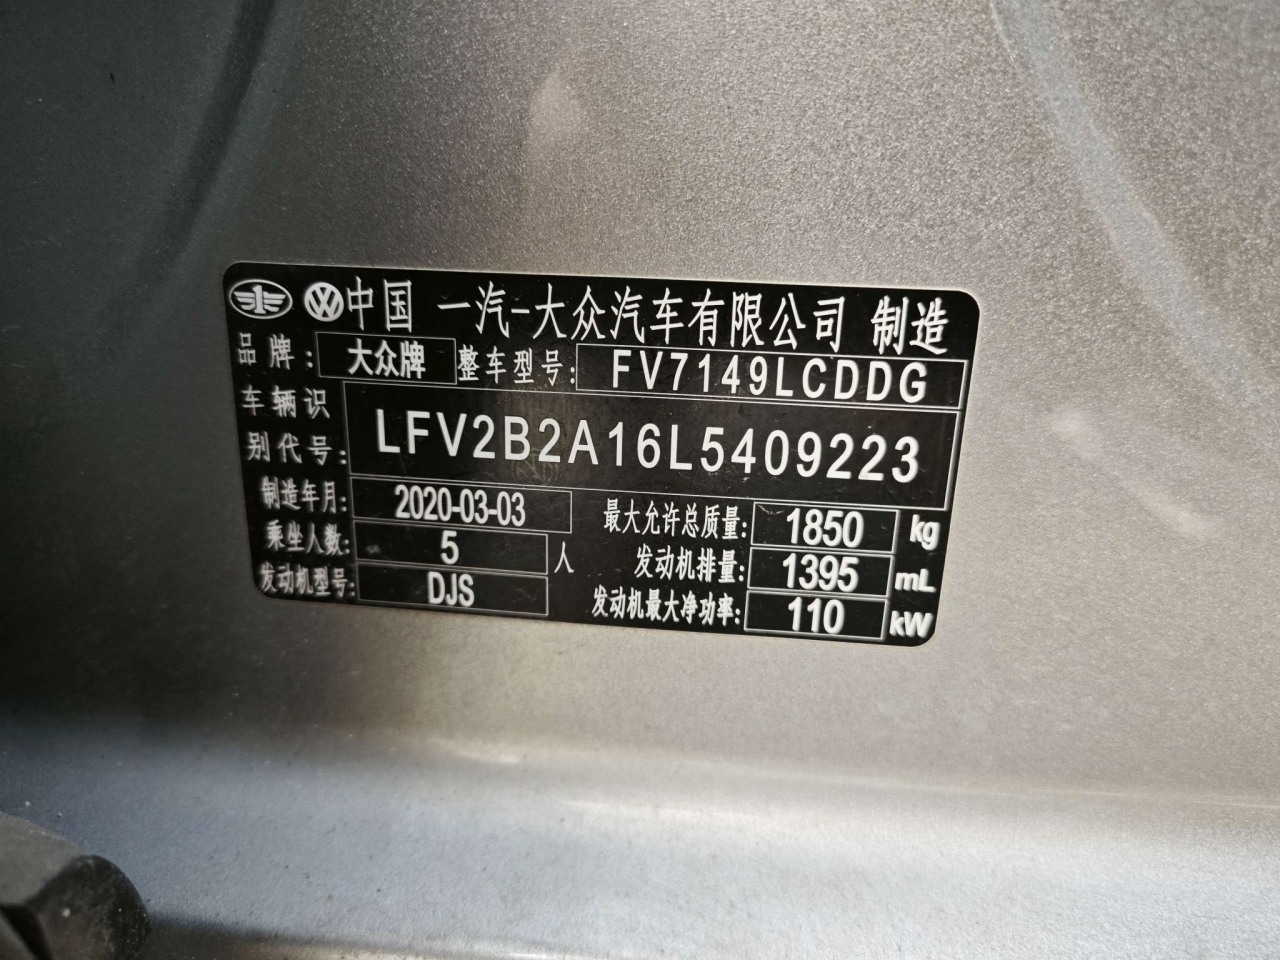 中国 一汽-大众汽车有限公司 制造
品牌: 大众牌 整车型号: FV7149LCDDG
车辆识
别代号: LFV2B2A16L5409223
制造年月: 2020-03-03 最大允许总质量: 1850 kg
乘坐人数: 5 人 发动机排量: 1395 mL
发动机型号: DJS 发动机最大净功率: 110 kW